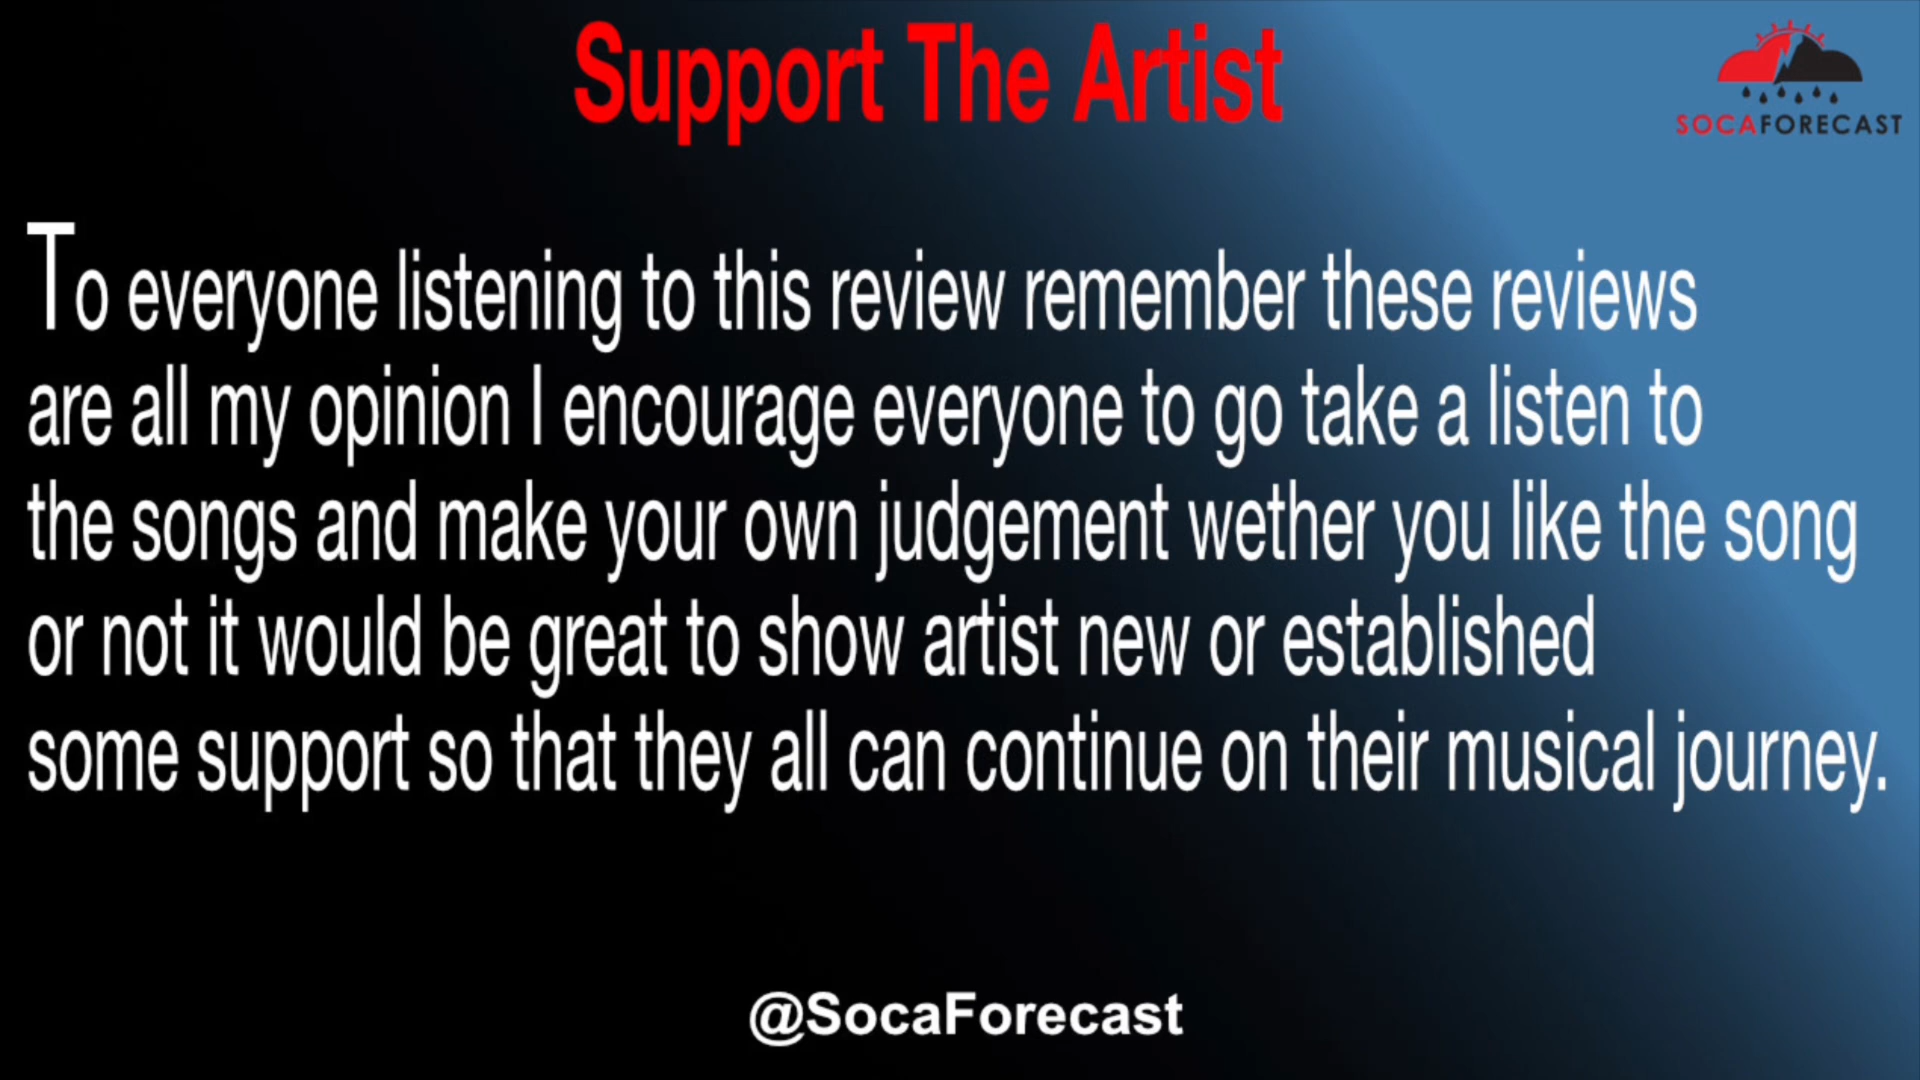 Support The Artist
SOCAFORECAST
To everyone listening to this review remember these reviews
are all my opinion I encourage everyone to go take a listen to
the songs and make your own judgement wether you like the song
or not it would be great to show artist new or established
some support so that they all can continue on their musical journey.
@SocaForecast